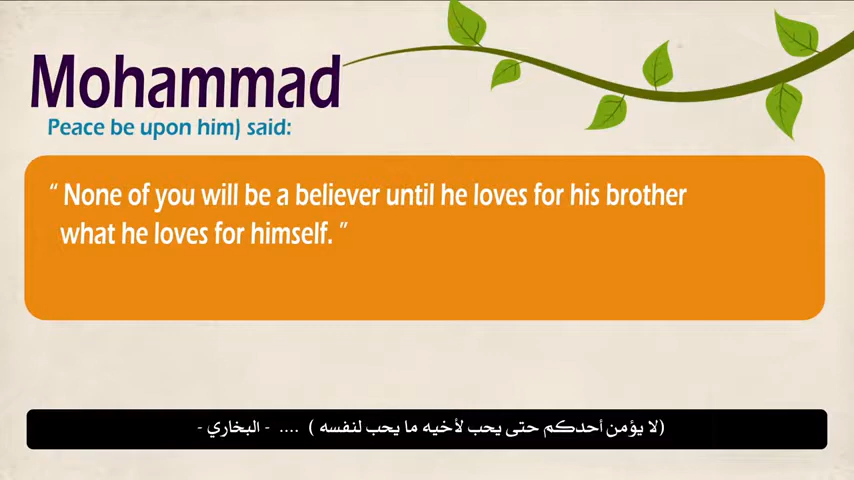 Mohammad
Peace be upon him) said:
“ None of you will be a believer until he loves for his brother
what he loves for himself. ”
(لا يؤمن أحدكم حتى يحب لأخيه ما يحب لنفسه ) .... - البخاري -